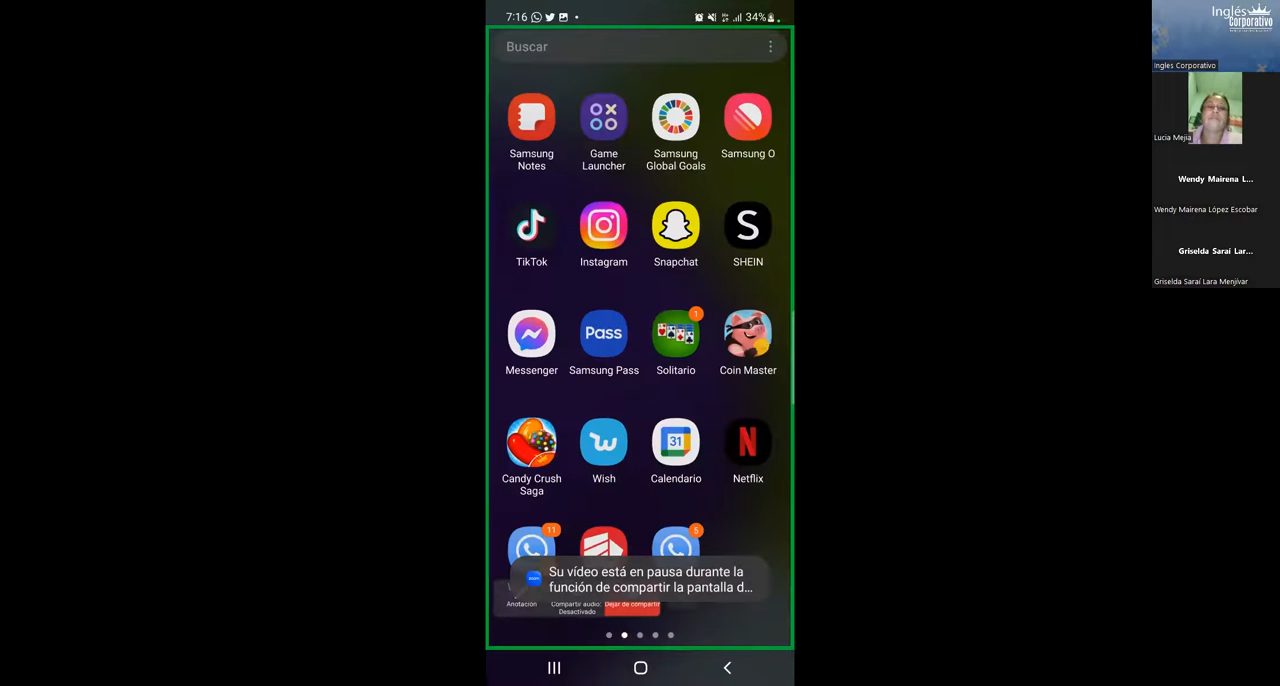 7:16
34%
Buscar
Samsung Notes
Game Launcher
Samsung Global Goals
Samsung O
TikTok
Instagram
S
Snapchat
SHEIN
Pass
1
Messenger
Samsung Pass
Solitario
Coin Master
31
N
Candy Crush Saga
Wish
Calendario
Netflix
11
5
zoom
Su vídeo está en pausa durante la
función de compartir la pantalla d...
Anotación
Compartir audio: Desactivado
Dejar de compartir
Inglés
Corporativo
Ingles Corporativo
Lucia Mejia
Wendy Mairena L...
Wendy Mairena López Escobar
Griselda Saraí Lar...
Griselda Saraí Lara Menjívar